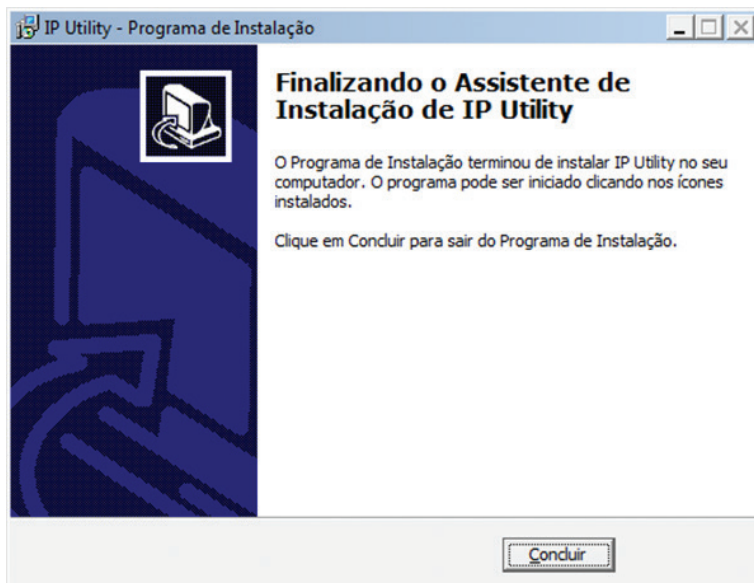 IP Utility - Programa de Instalação
Finalizando o Assistente de
Instalação de IP Utility
O Programa de Instalação terminou de instalar IP Utility no seu
computador. O programa pode ser iniciado clicando nos ícones
instalados.
Clique em Concluir para sair do Programa de Instalação.
Concluir